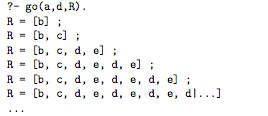 ?- go(a,d,R).
R = [b] ;
R = [b, c] ;
R = [b, c, d, e] ;
R = [b, c, d, e, d, e] ;
R = [b, c, d, e, d, e, d, e] ;
R = [b, c, d, e, d, e, d, e, d|...]
...